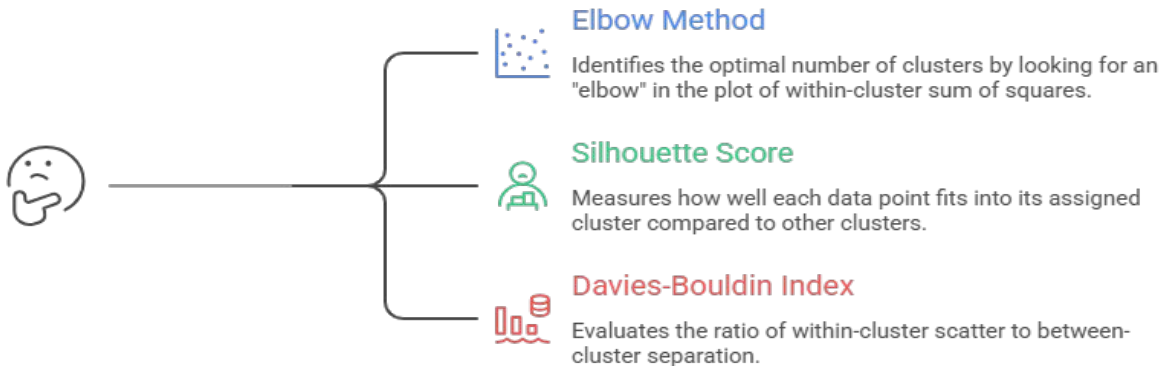 Elbow Method
Identifies the optimal number of clusters by looking for an
"elbow" in the plot of within-cluster sum of squares.
Silhouette Score
Measures how well each data point fits into its assigned
cluster compared to other clusters.
Davies-Bouldin Index
Evaluates the ratio of within-cluster scatter to between-
cluster separation.